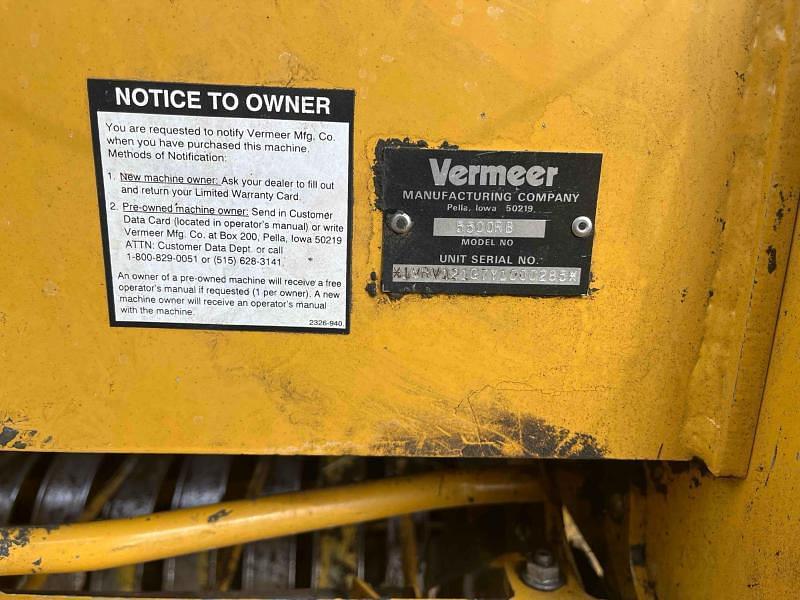 NOTICE TO OWNER
You are requested to notify Vermeer Mfg. Co.
when you have purchased this machine.
Methods of Notification:
1. New machine owner: Ask your dealer to fill out
and return your Limited Warranty Card.
2. Pre-owned machine owner: Send in Customer
Data Card (located in operator's manual) or write
Vermeer Mfg. Co. at Box 200, Pella, Iowa 50219
ATTN: Customer Data Dept. or call
1-800-829-0051 or (515) 628-3141.
An owner of a pre-owned machine will receive a free
operator's manual if requested (1 per owner). A new
machine owner will receive an operator's manual
with the machine.
2326-940
Vermeer
MANUFACTURING COMPANY
Pella, Iowa 50219
5500RB
MODEL NO
UNIT SERIAL NO.